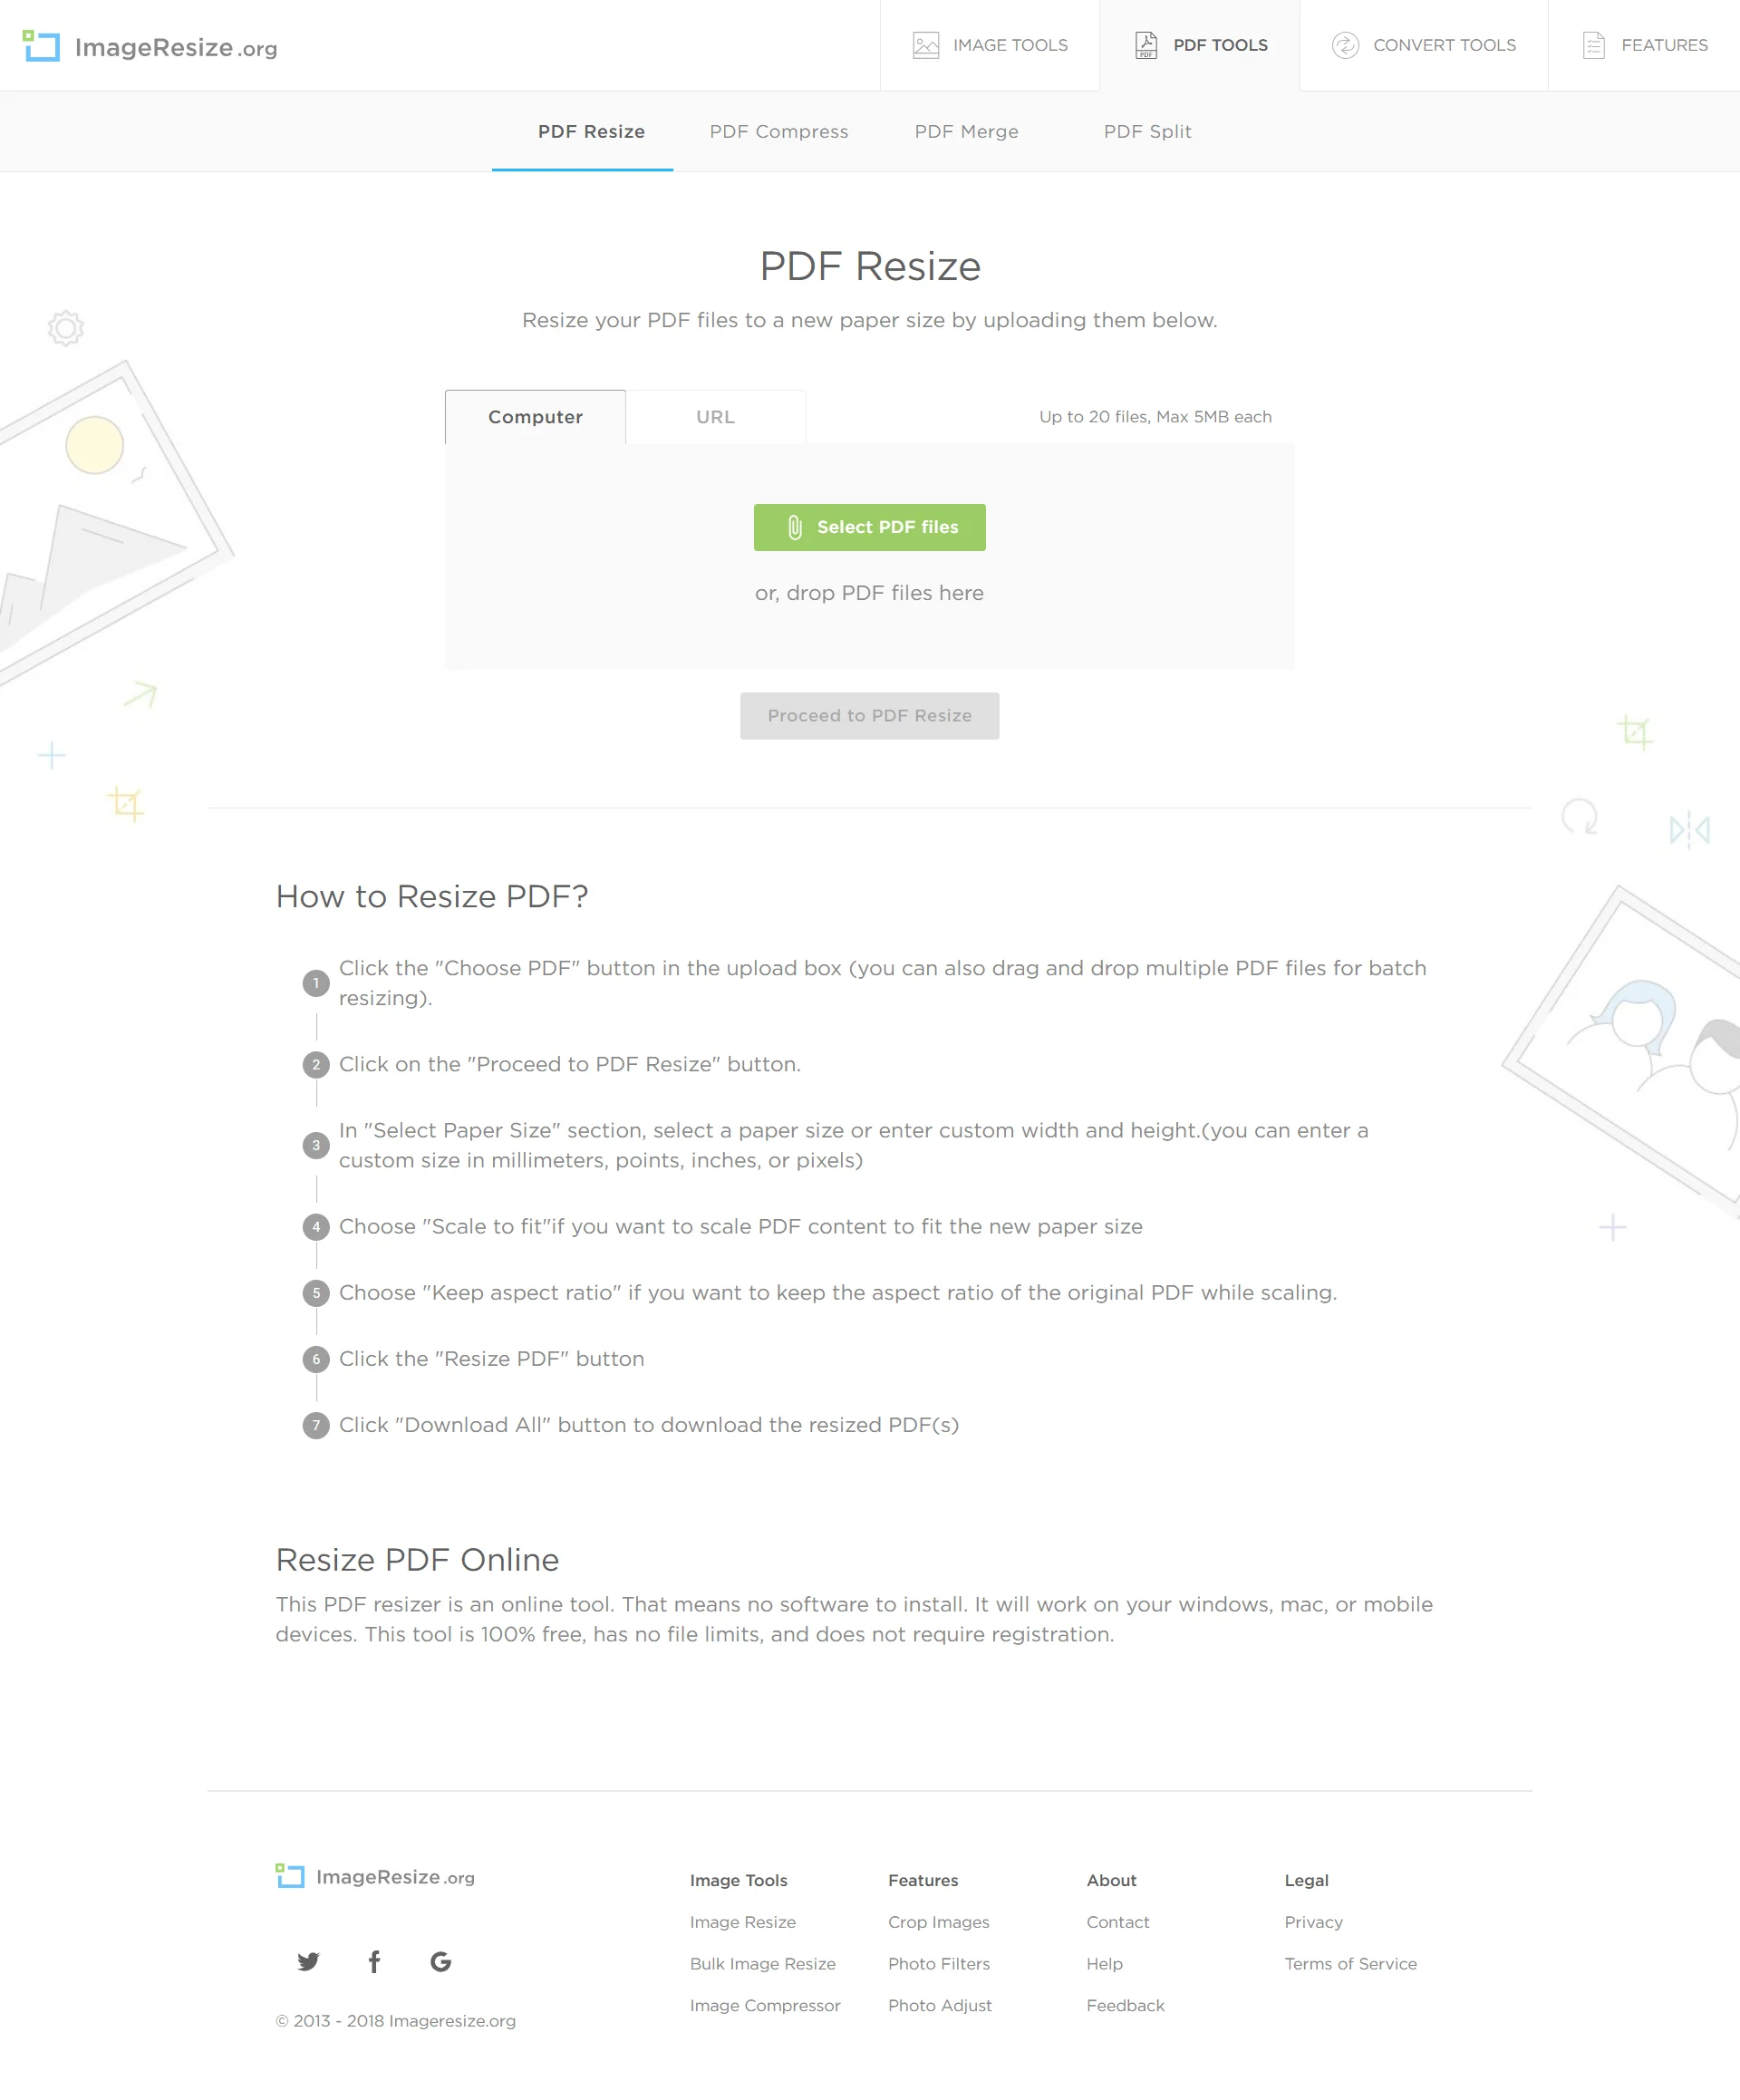 ImageResize.org
IMAGE TOOLS
PDF TOOLS
CONVERT TOOLS
FEATURES
PDF Resize
PDF Compress
PDF Merge
PDF Split
PDF Resize
Resize your PDF files to a new paper size by uploading them below.
Computer
URL
Up to 20 files, Max 5MB each
Select PDF files
or, drop PDF files here
Proceed to PDF Resize
How to Resize PDF?
1 Click the "Choose PDF" button in the upload box (you can also drag and drop multiple PDF files for batch
resizing).
2 Click on the "Proceed to PDF Resize" button.
3 In "Select Paper Size" section, select a paper size or enter custom width and height.(you can enter a
custom size in millimeters, points, inches, or pixels)
4 Choose "Scale to fit"if you want to scale PDF content to fit the new paper size
5 Choose "Keep aspect ratio" if you want to keep the aspect ratio of the original PDF while scaling.
6 Click the "Resize PDF" button
7 Click "Download All" button to download the resized PDF(s)
Resize PDF Online
This PDF resizer is an online tool. That means no software to install. It will work on your windows, mac, or mobile
devices. This tool is 100% free, has no file limits, and does not require registration.
ImageResize.org
© 2013 - 2018 Imageresize.org
Image Tools
Image Resize
Bulk Image Resize
Image Compressor
Features
Crop Images
Photo Filters
Photo Adjust
About
Contact
Help
Feedback
Legal
Privacy
Terms of Service